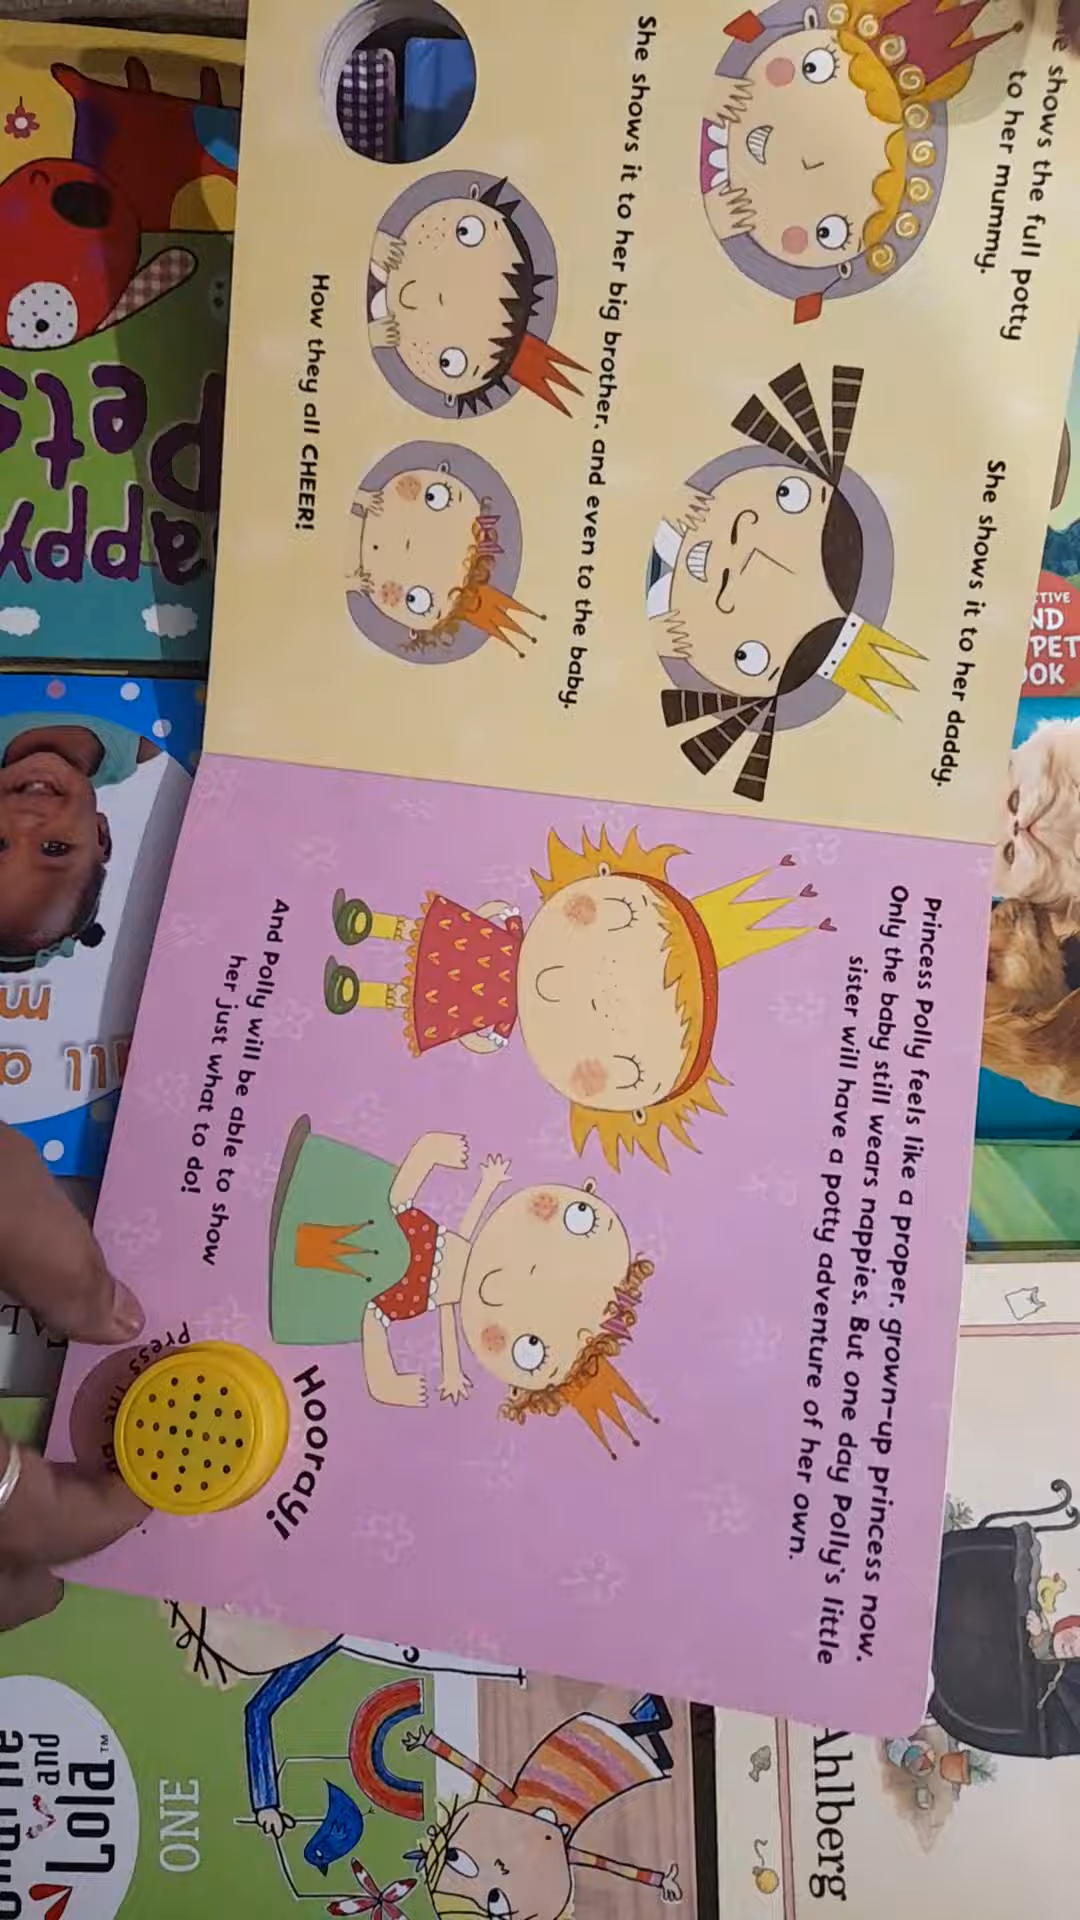 shows the full potty
to her mummy.
She shows it to her daddy.
She shows it to her big brother, and even to the baby.
How they all CHEER!
Princess Polly feels like a proper, grown-up princess now.
Only the baby still wears nappies. But one day Polly's little
sister will have a potty adventure of her own.
And Polly will be able to show
her just what to do!
Hooray!
Press the
appy
Pets
Lola
TM
and
ONE
Ahlberg
OOK